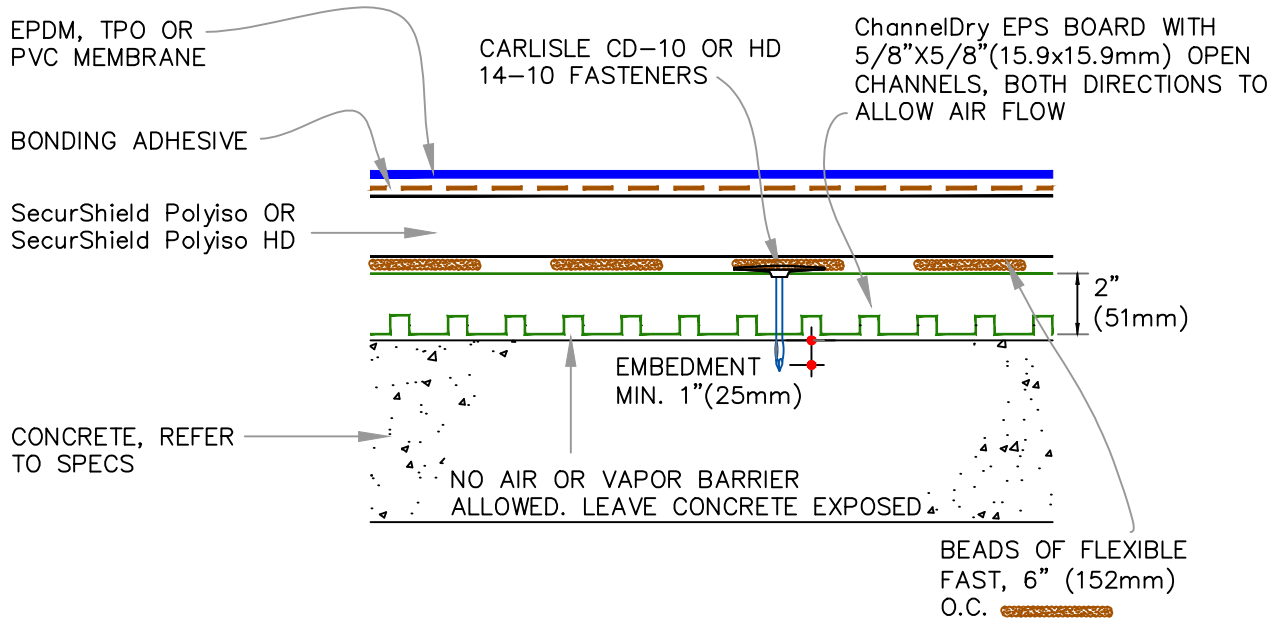 EPDM, TPO OR
PVC MEMBRANE
CARLISLE CD-10 OR HD
14-10 FASTENERS
ChannelDry EPS BOARD WITH
5/8"X5/8"(15.9x15.9mm) OPEN
CHANNELS, BOTH DIRECTIONS TO
ALLOW AIR FLOW
BONDING ADHESIVE
SecurShield Polyiso OR
SecurShield Polyiso HD
2"
(51mm)
EMBEDMENT
MIN. 1"(25mm)
CONCRETE, REFER
TO SPECS
NO AIR OR VAPOR BARRIER
ALLOWED. LEAVE CONCRETE EXPOSED
BEADS OF FLEXIBLE
FAST, 6" (152mm)
O.C.